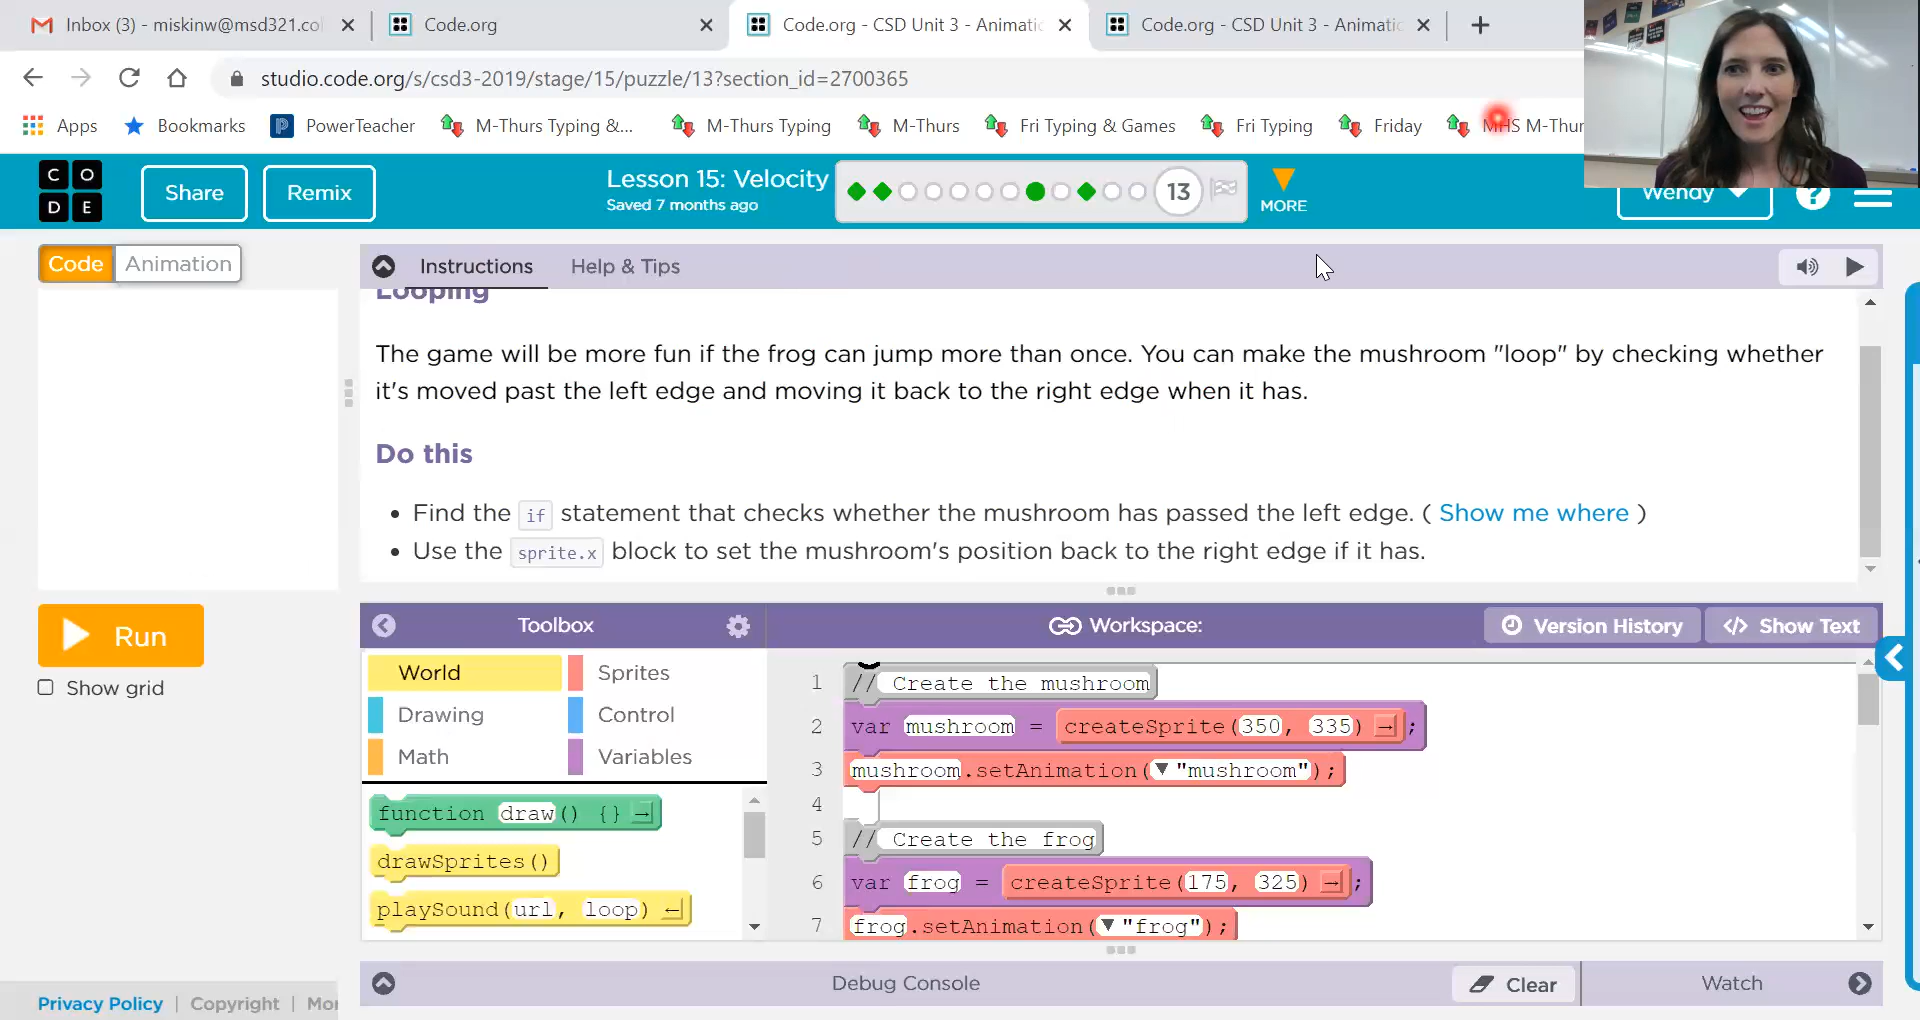 Inbox (3) - miskinw@msd321.co
Code.org
Code.org - CSD Unit 3 - Animatic
Code.org - CSD Unit 3 - Animatic
studio.code.org/s/csd3-2019/stage/15/puzzle/13?section_id=2700365
Apps
Bookmarks
PowerTeacher
M-Thurs Typing &...
M-Thurs Typing
M-Thurs
Fri Typing & Games
Fri Typing
Friday
MHS M-Thur
C O D E
Share
Remix
Lesson 15: Velocity
Saved 7 months ago
13
MORE
Wendy
?
Code
Animation
Instructions
Help & Tips
Looping
The game will be more fun if the frog can jump more than once. You can make the mushroom "loop" by checking whether
it's moved past the left edge and moving it back to the right edge when it has.
Do this
• Find the if statement that checks whether the mushroom has passed the left edge. ( Show me where )
• Use the sprite.x block to set the mushroom's position back to the right edge if it has.
Run
Show grid
Toolbox
Workspace:
Version History
</> Show Text
World
Sprites
Drawing
Control
Math
Variables
function draw() {} →
drawSprites()
playSound(url, loop) ←
1 // Create the mushroom
2 var mushroom = createSprite(350, 335) → ;
3 mushroom.setAnimation(▼ "mushroom");
4
5 // Create the frog
6 var frog = createSprite(175, 325) → ;
7 frog.setAnimation(▼ "frog");
Debug Console
Clear
Watch
Privacy Policy | Copyright | Mor